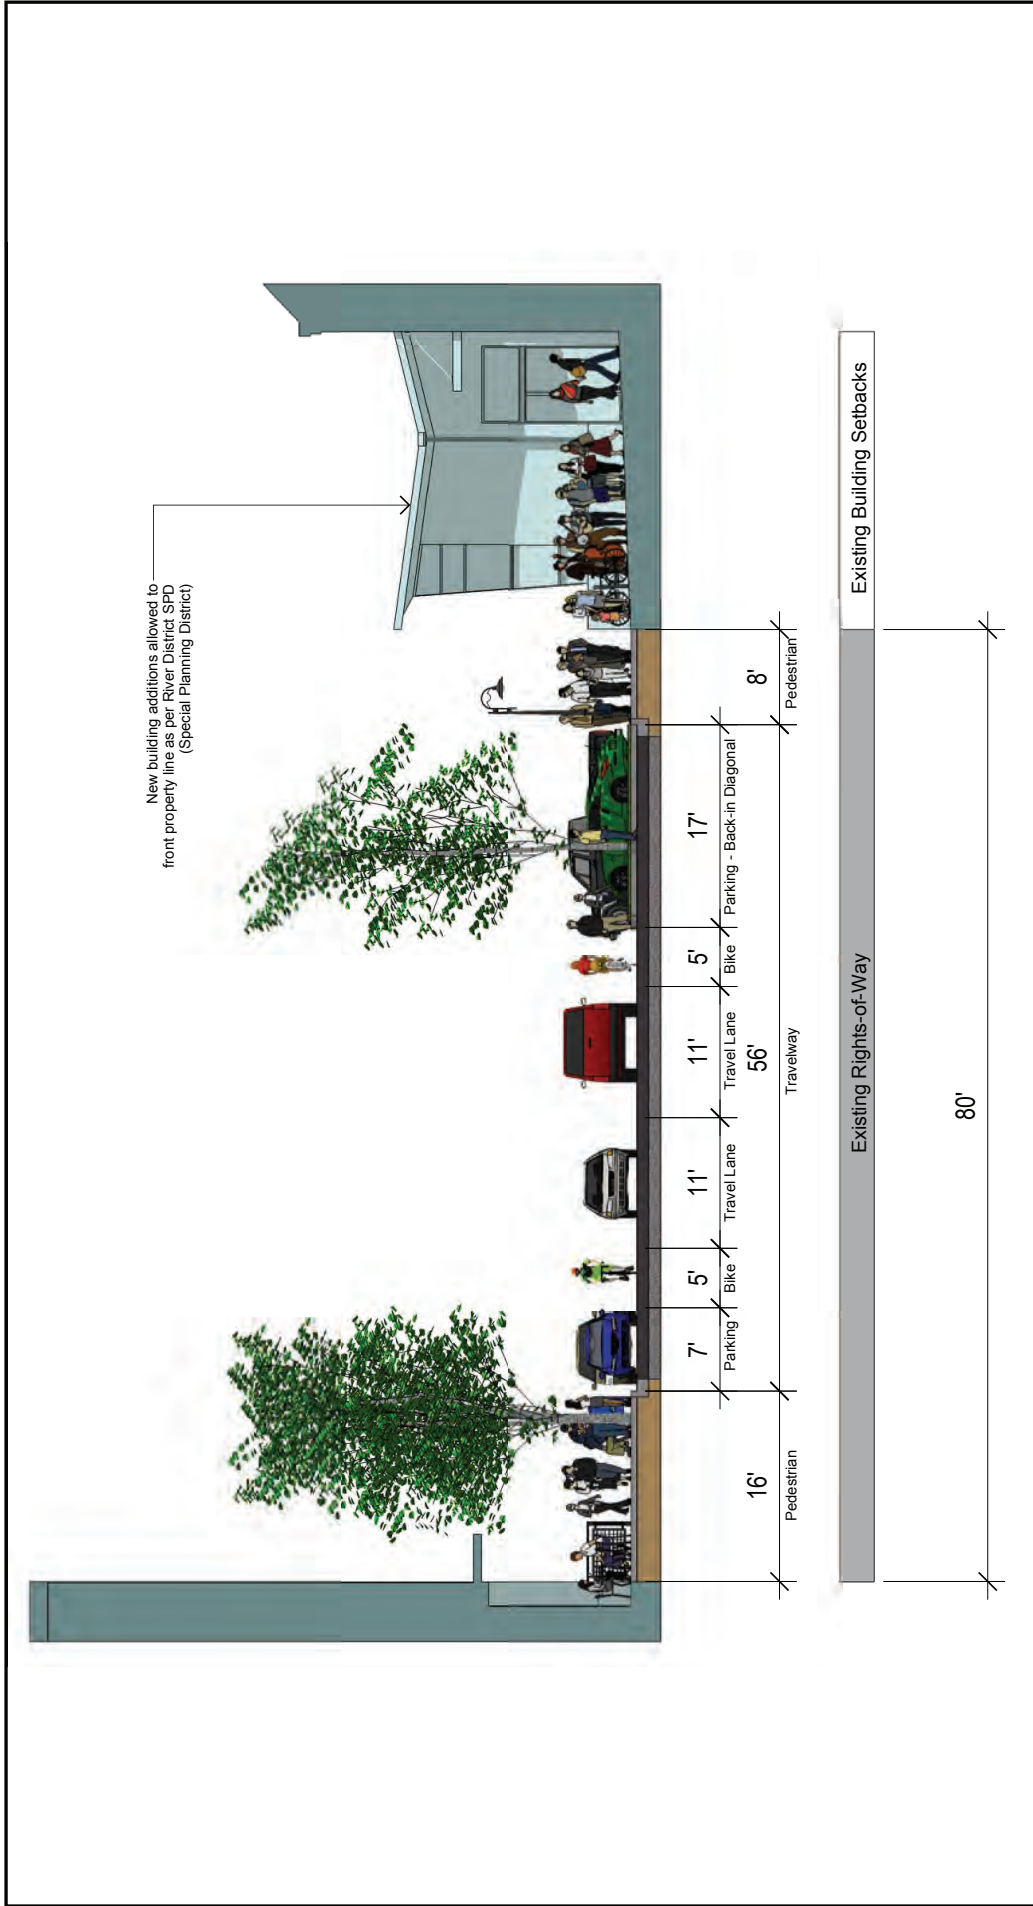 New building additions allowed to
front property line as per River District SPD
(Special Planning District)
16'
7'
5'
11'
11'
5'
17'
8'
Parking
Bike
Travel Lane
Travel Lane
Bike
Parking - Back-in Diagonal
56'
Pedestrian
Travelway
Pedestrian
Existing Rights-of-Way
Existing Building Setbacks
80'